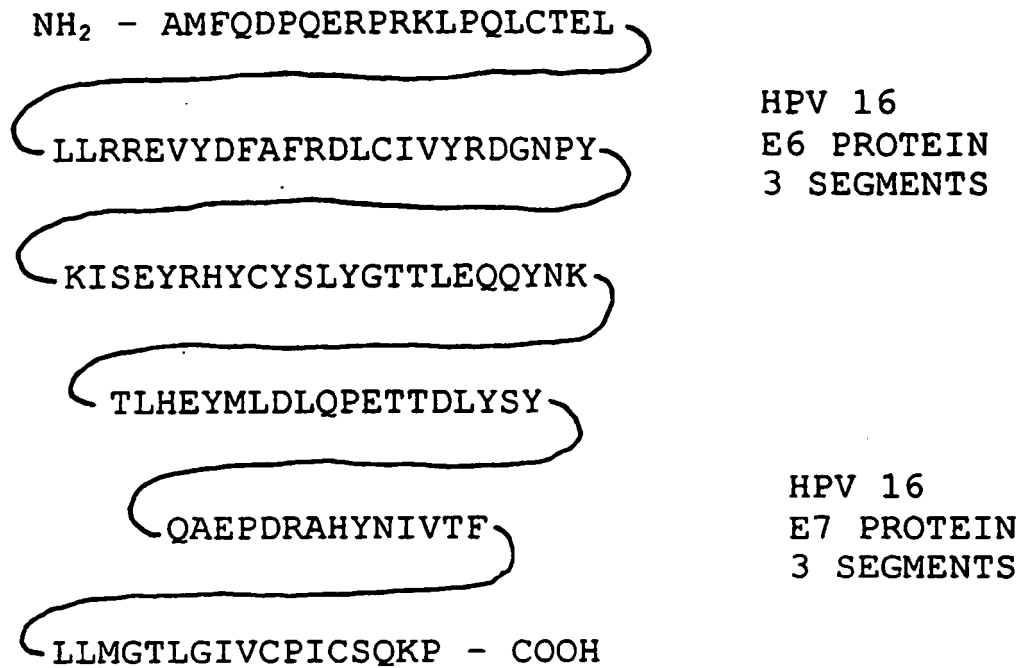 NH₂ - AMFQDPQERPRKLPQLCTEL
HPV 16
LLRREVYDFAFRDLCIVYRDGNPY
E6 PROTEIN
3 SEGMENTS
KISEYRHYCYSLYGTTLEQQYNK
TLHEYMLDLQPETTDLYSY
HPV 16
QAEPDRAHYNIVTF
E7 PROTEIN
3 SEGMENTS
LLMGTLGIVCPICSQKP - COOH